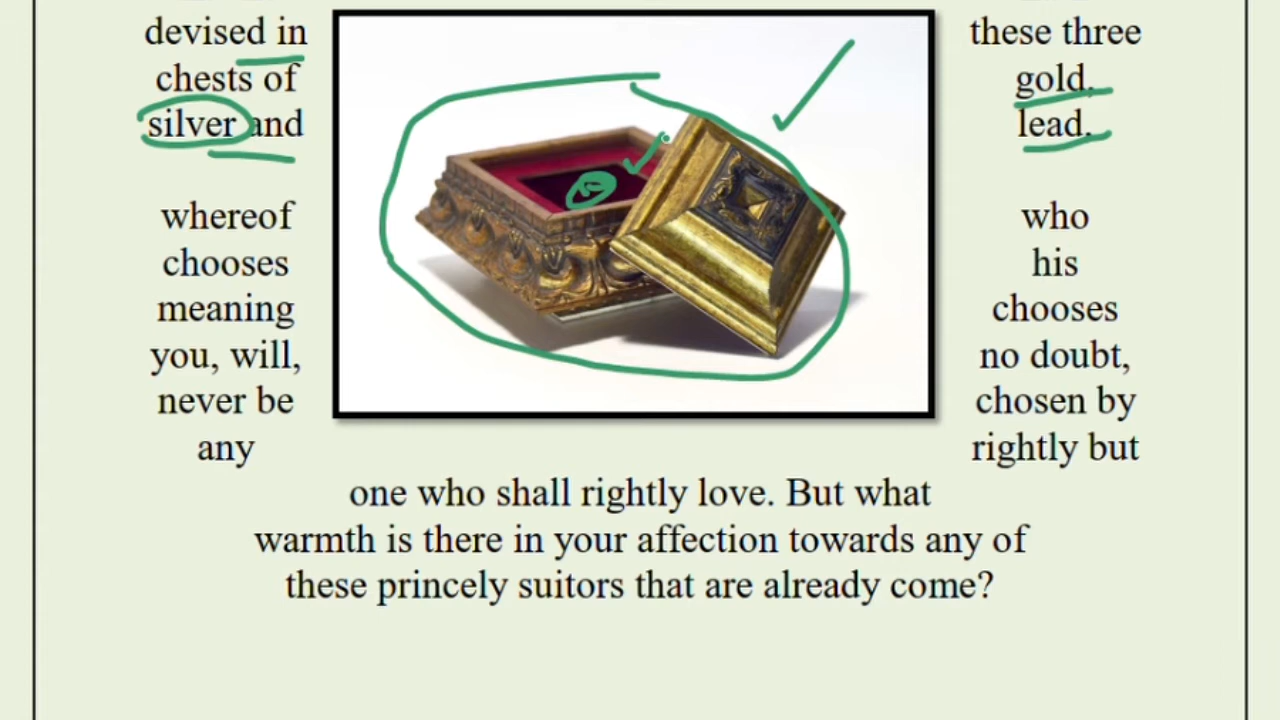 devised in these three
chests of gold,
silver and lead.
whereof who
chooses his
meaning chooses
you, will, no doubt,
never be chosen by
any rightly but
one who shall rightly love. But what
warmth is there in your affection towards any of
these princely suitors that are already come?